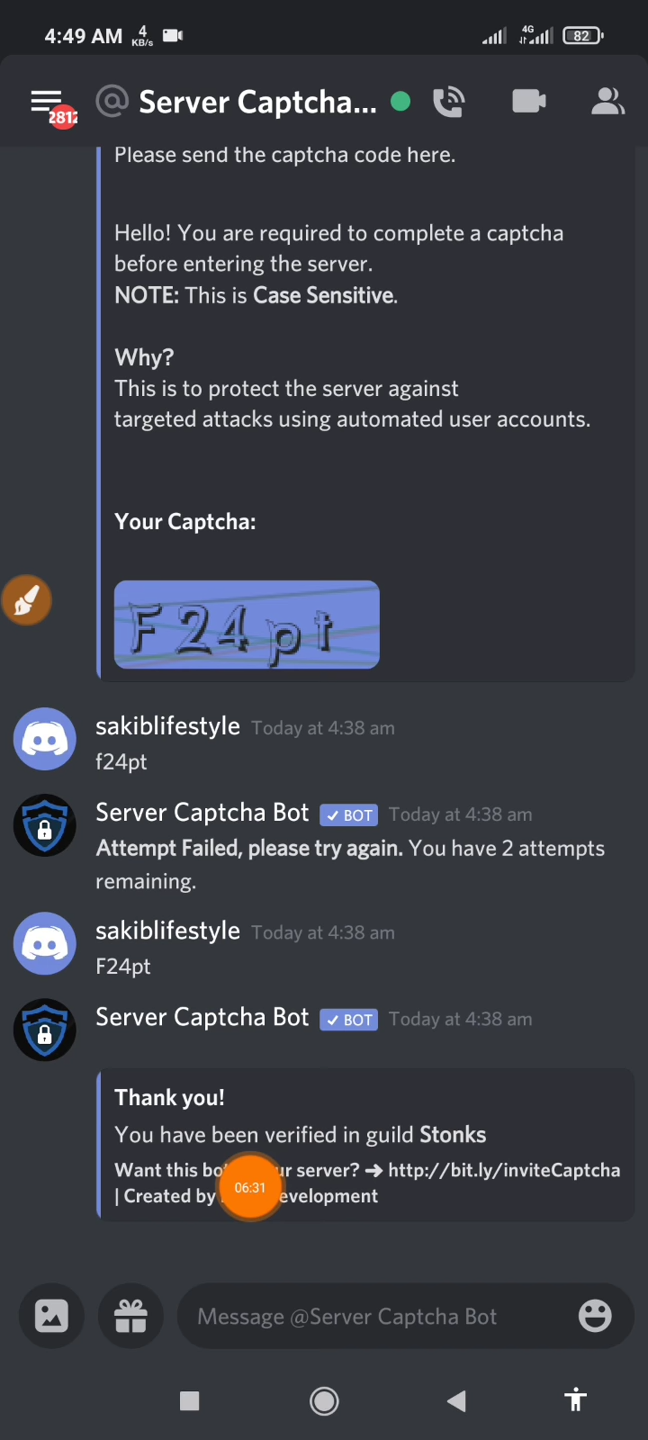 4:49 AM 4 KB/s 4G 82
2812 @ Server Captcha...
Please send the captcha code here.
Hello! You are required to complete a captcha
before entering the server.
NOTE: This is Case Sensitive.
Why?
This is to protect the server against
targeted attacks using automated user accounts.
Your Captcha:
F24pt
sakiblifestyle Today at 4:38 am
f24pt
Server Captcha Bot ✓ BOT Today at 4:38 am
Attempt Failed, please try again. You have 2 attempts
remaining.
sakiblifestyle Today at 4:38 am
F24pt
Server Captcha Bot ✓ BOT Today at 4:38 am
Thank you!
You have been verified in guild Stonks
Want this server? ➔ http://bit.ly/inviteCaptcha
06:31
| Created by
Message @Server Captcha Bot